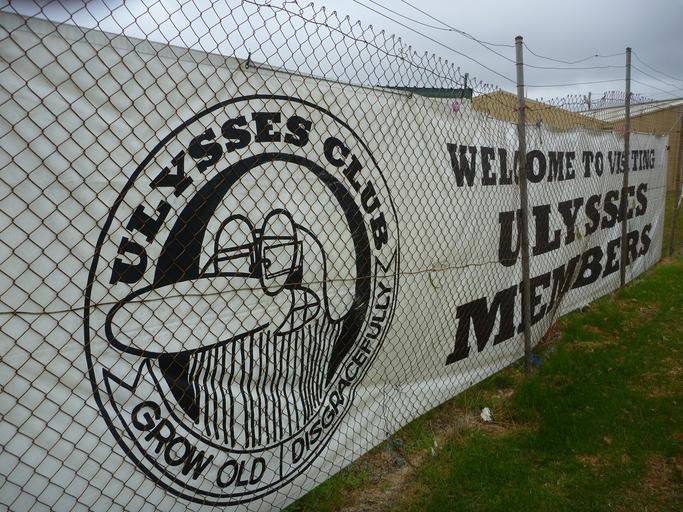 ULYSSES CLUB
GROW OLD DISGRACEFULLY
WELCOME TO VISITING
ULYSSES
MEMBERS